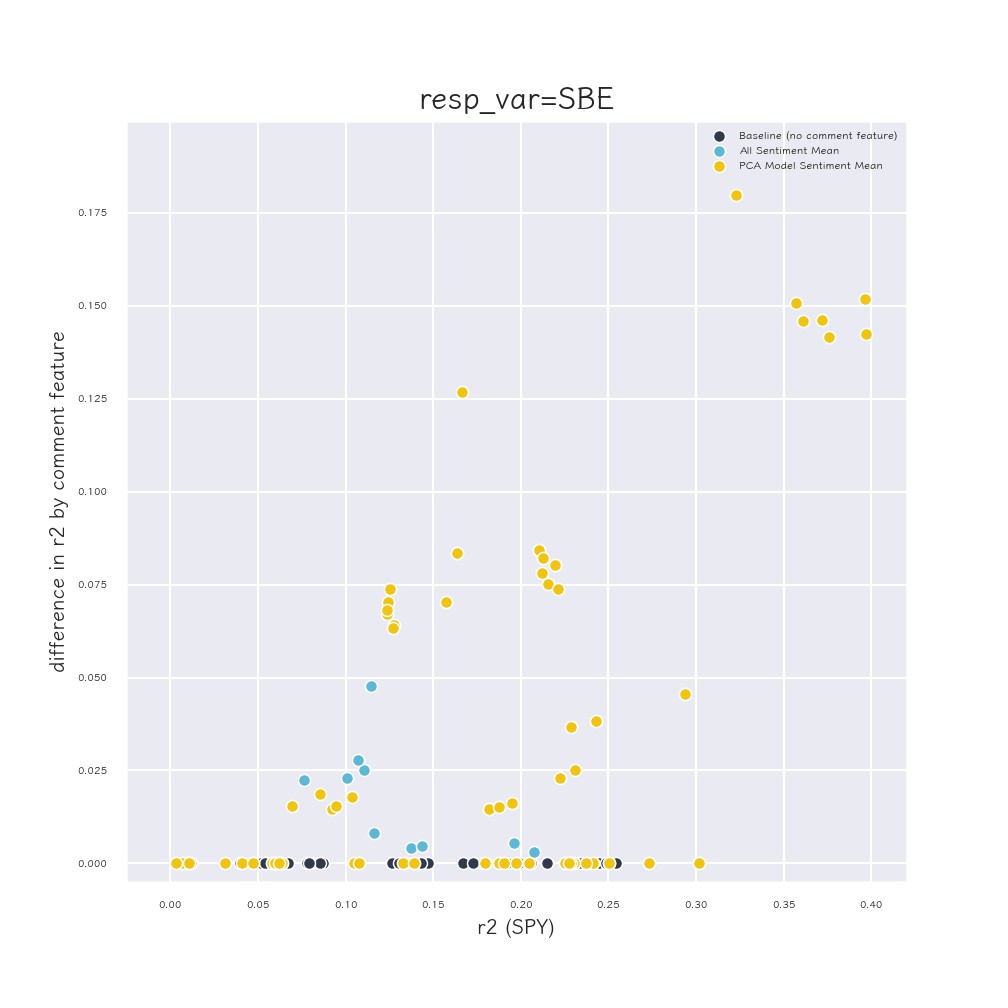 resp_var=SBE
Baseline (no comment feature)
All Sentiment Mean
PCA Model Sentiment Mean
difference in r2 by comment feature
0.175
0.150
0.125
0.100
0.075
0.050
0.025
0.000
0.00 0.05 0.10 0.15 0.20 0.25 0.30 0.35 0.40
r2 (SPY)